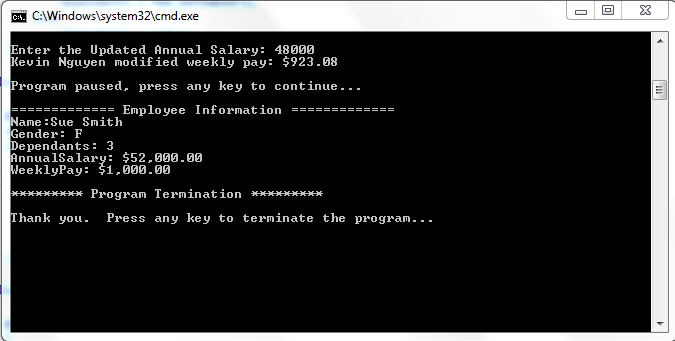 C:\Windows\system32\cmd.exe
Enter the Updated Annual Salary: 48000
Kevin Nguyen modified weekly pay: $923.08
Program paused, press any key to continue...
============= Employee Information =============
Name:Sue Smith
Gender: F
Dependants: 3
AnnualSalary: $52,000.00
WeeklyPay: $1,000.00
********* Program Termination *********
Thank you.  Press any key to terminate the program...